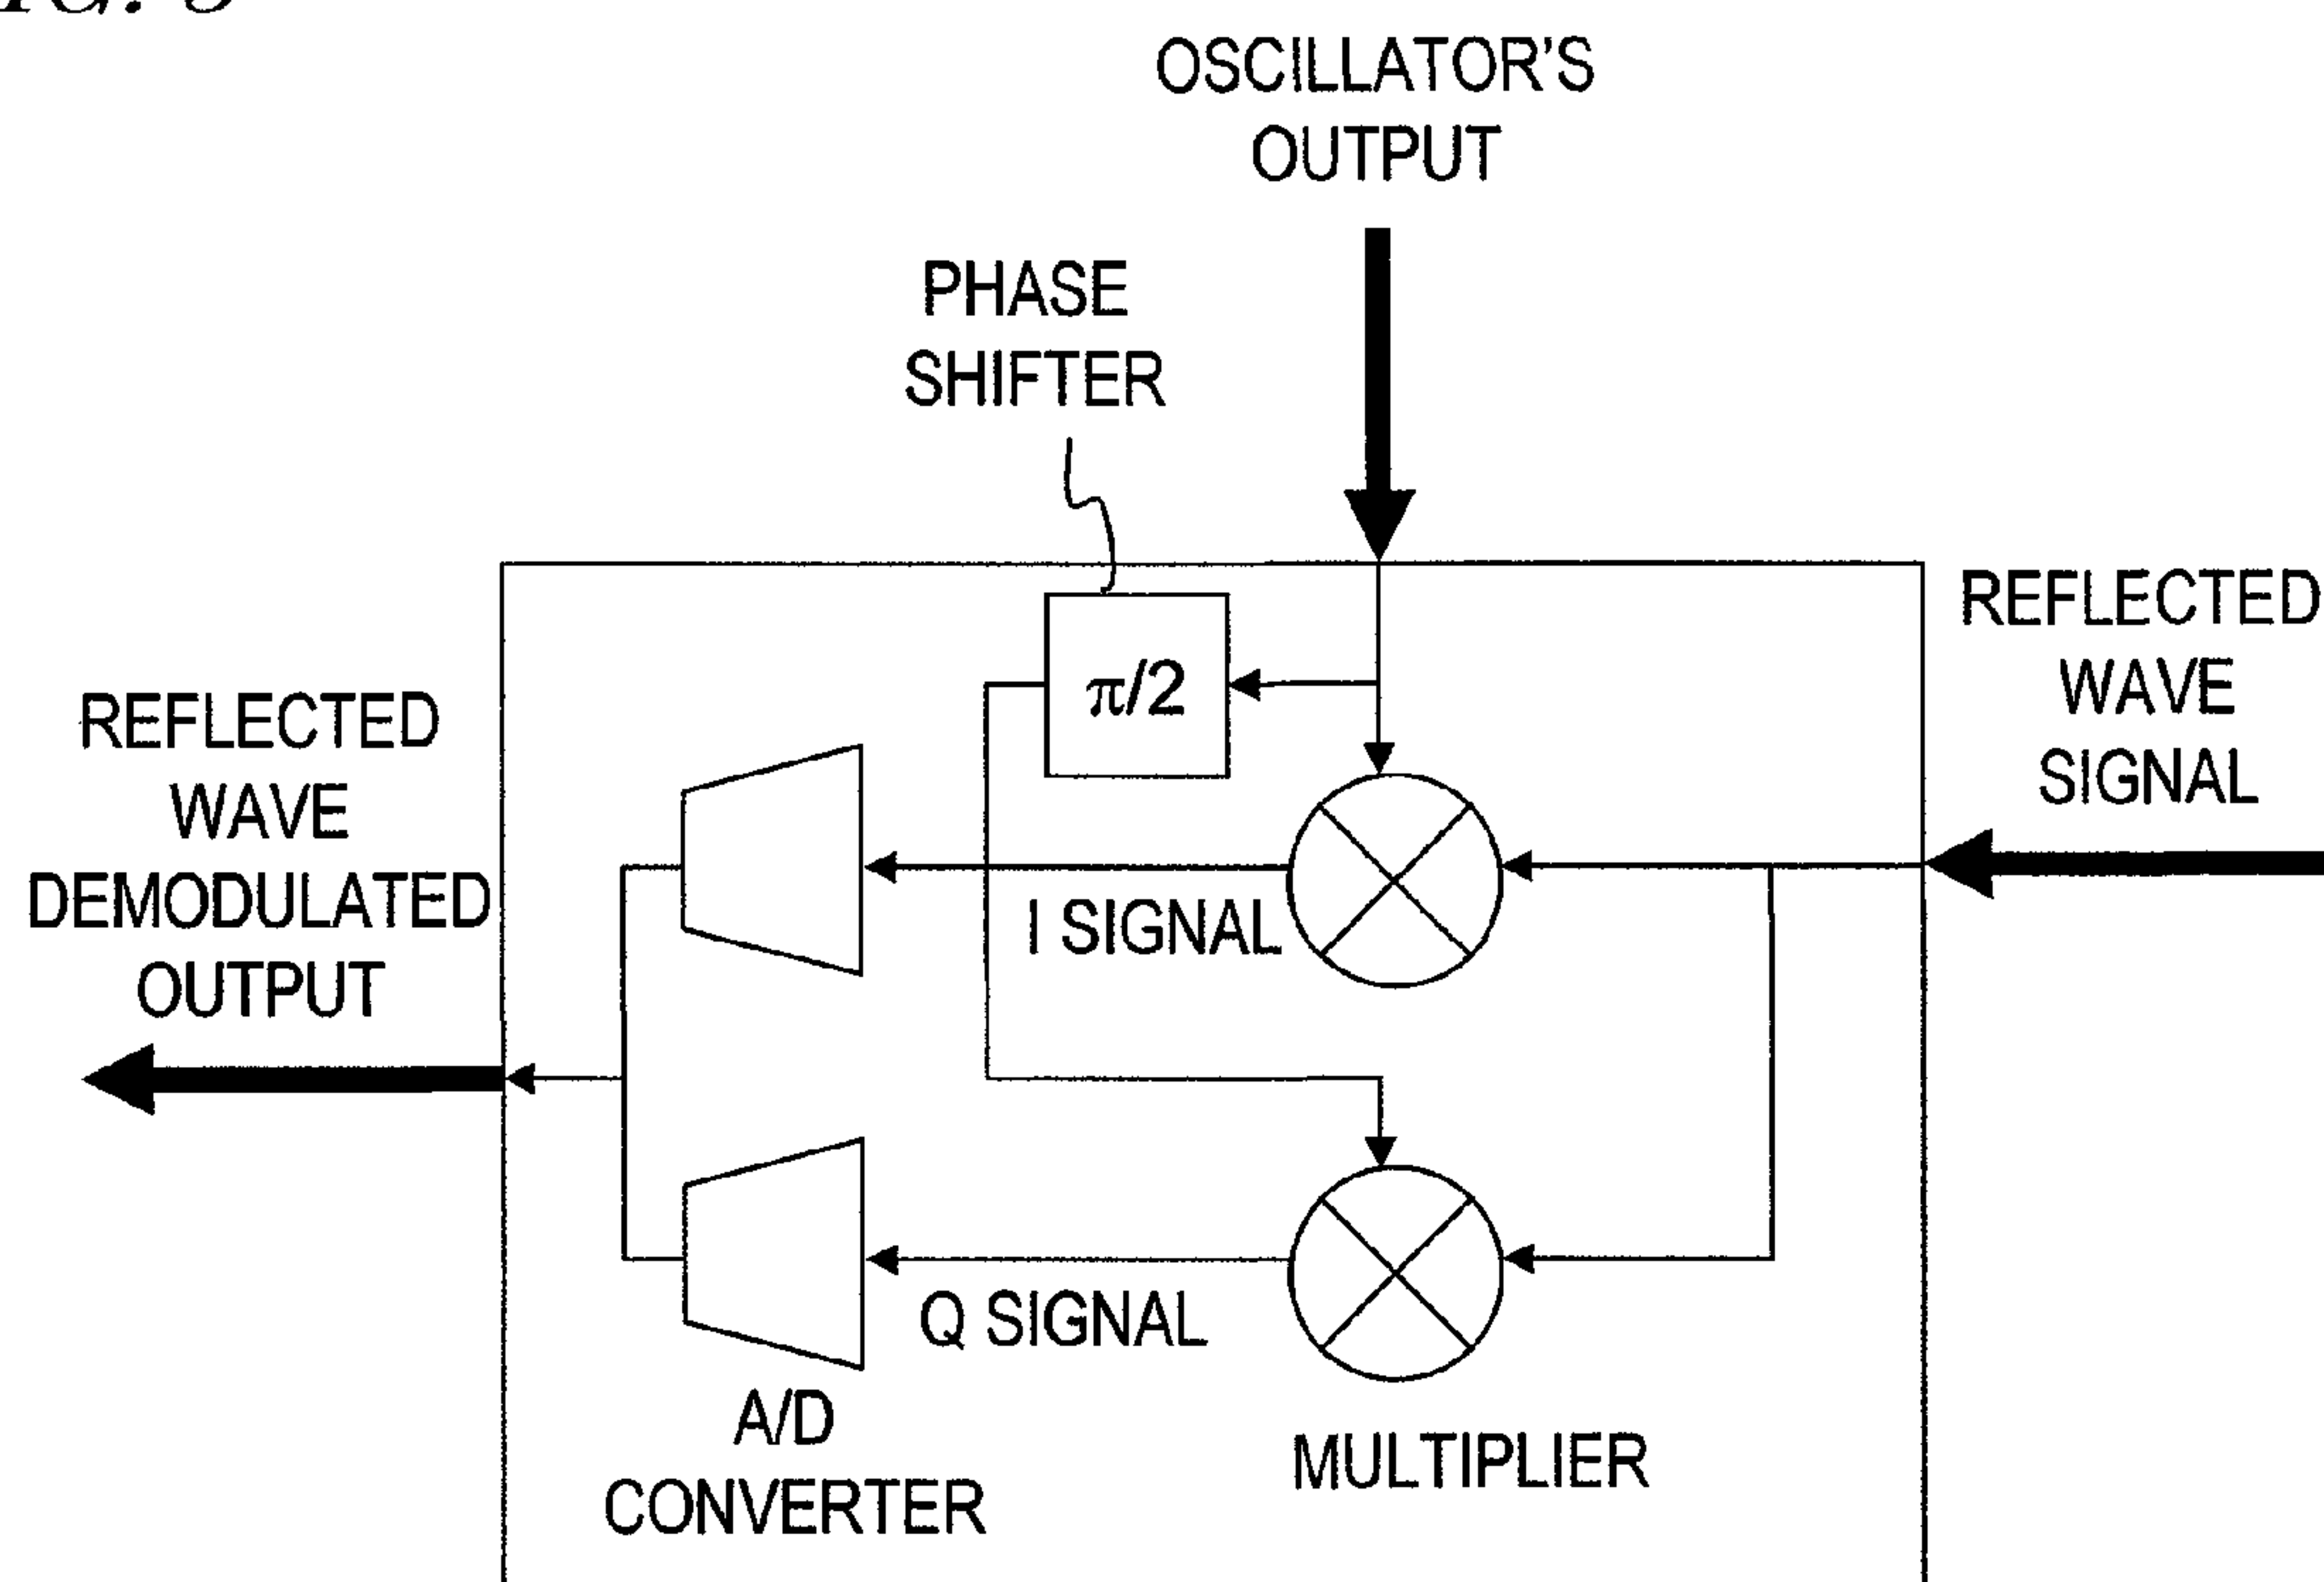 OSCILLATOR'S
OUTPUT
PHASE
SHIFTER
REFLECTED
WAVE
SIGNAL
π/2
REFLECTED
WAVE
DEMODULATED
OUTPUT
I SIGNAL
Q SIGNAL
A/D
CONVERTER
MULTIPLIER